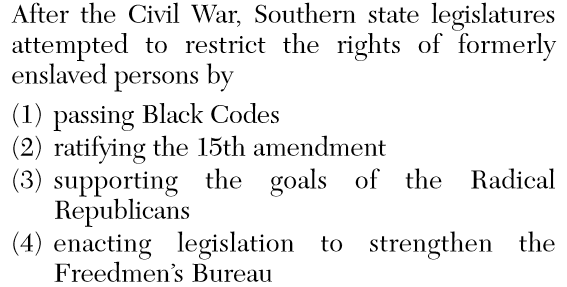 After the Civil War, Southern state legislatures
attempted to restrict the rights of formerly
enslaved persons by
(1) passing Black Codes
(2) ratifying the 15th amendment
(3) supporting the goals of the Radical
Republicans
(4) enacting legislation to strengthen the
Freedmen's Bureau